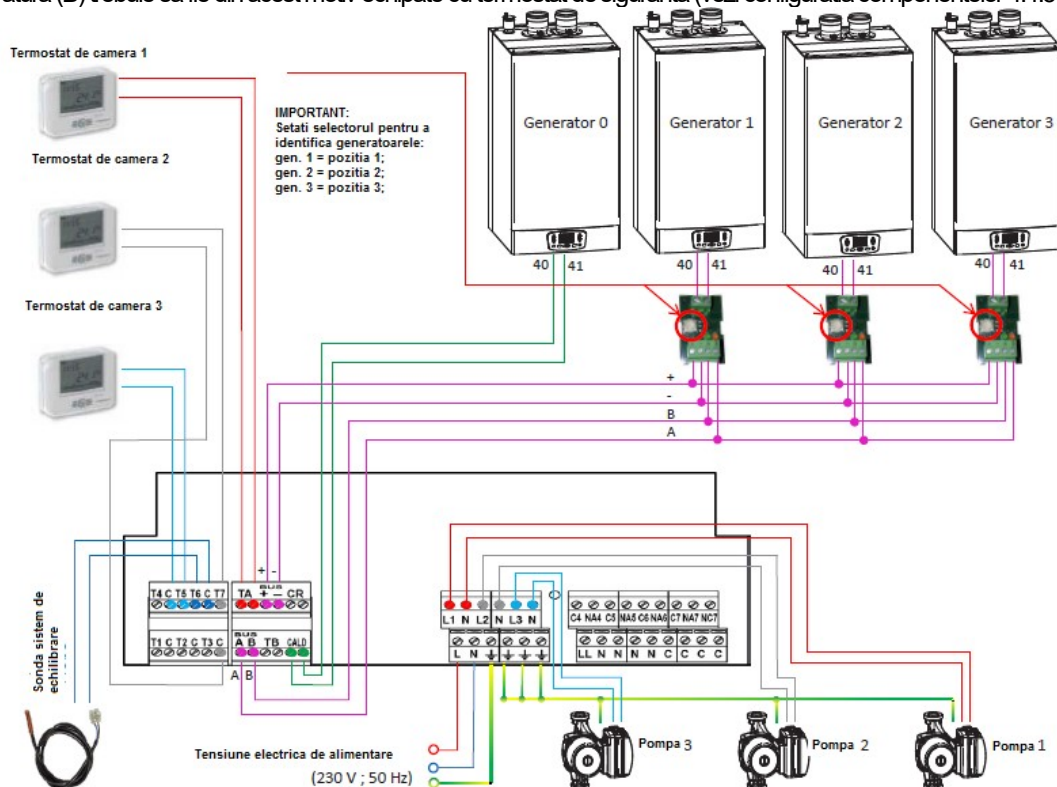 Termostat de camera 1
Termostat de camera 2
Termostat de camera 3
IMPORTANT:
Setati selectorul pentru a
identifica generatoarele:
gen. 1 = pozitia 1;
gen. 2 = pozitia 2;
gen. 3 = pozitia 3;
Generator 0
Generator 1
Generator 2
Generator 3
40 41
40 41
40 41
40 41
+
-
B
A
+ -
T4 C T5 T6 C T7
TA BUS + – CR
T1 C T2 C T3 C
BUS A B TB CALD
A B
L1 N L2 N L3 N
L N
C4 NA4 C5 NA5 C6 NA6 C7 NA7 NC7
LL N N N N C C C C
Sonda sistem de
echilibrare
Tensiune electrica de alimentare
(230 V ; 50 Hz)
Pompa 3
Pompa 2
Pompa 1